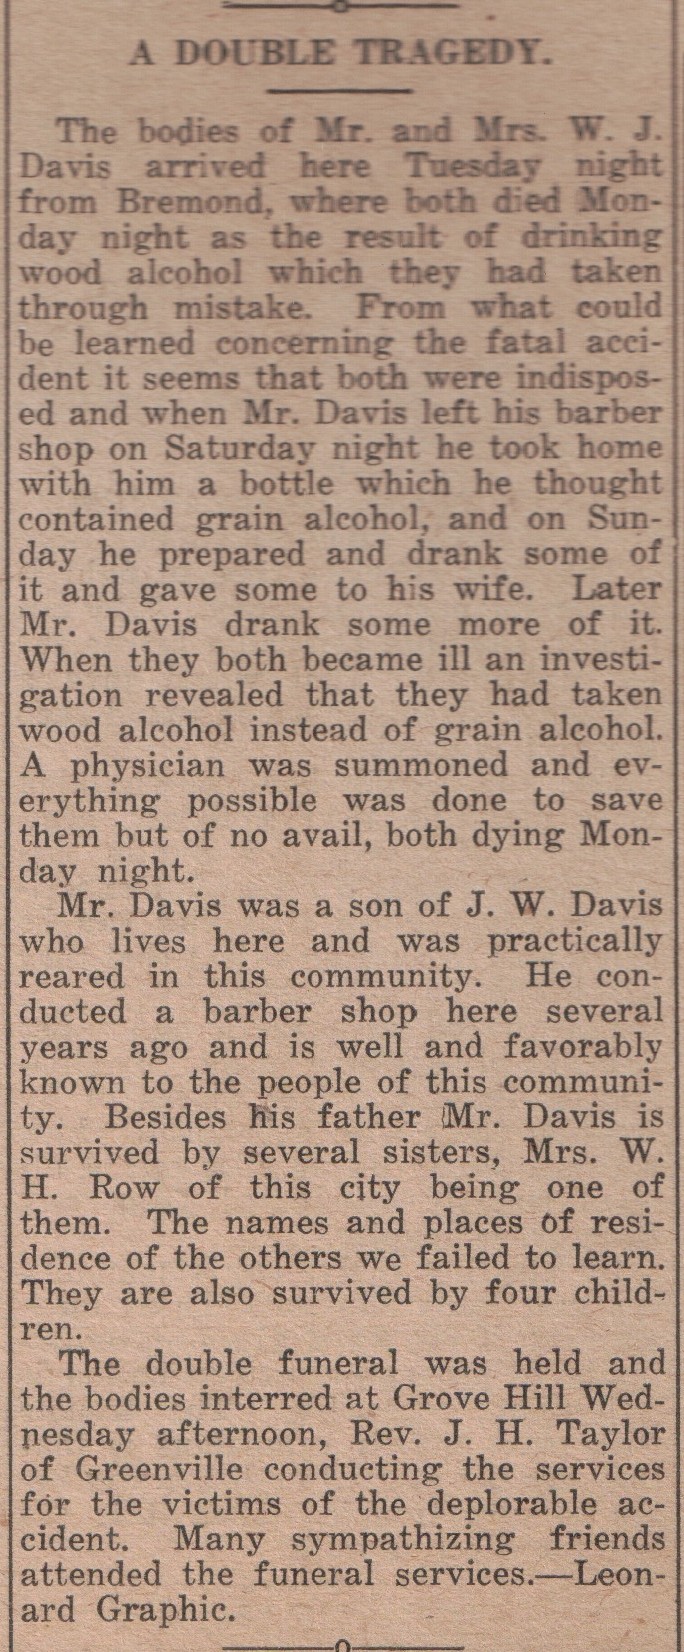 A DOUBLE TRAGEDY.
The bodies of Mr. and Mrs. W. J.
Davis arrived here Tuesday night
from Bremond, where both died Mon-
day night as the result of drinking
wood alcohol which they had taken
through mistake. From what could
be learned concerning the fatal acci-
dent it seems that both were indispos-
ed and when Mr. Davis left his barber
shop on Saturday night he took home
with him a bottle which he thought
contained grain alcohol, and on Sun-
day he prepared and drank some of
it and gave some to his wife. Later
Mr. Davis drank some more of it.
When they both became ill an investi-
gation revealed that they had taken
wood alcohol instead of grain alcohol.
A physician was summoned and ev-
erything possible was done to save
them but of no avail, both dying Mon-
day night.
Mr. Davis was a son of J. W. Davis
who lives here and was practically
reared in this community. He con-
ducted a barber shop here several
years ago and is well and favorably
known to the people of this communi-
ty. Besides his father Mr. Davis is
survived by several sisters, Mrs. W.
H. Row of this city being one of
them. The names and places of resi-
dence of the others we failed to learn.
They are also survived by four child-
ren.
The double funeral was held and
the bodies interred at Grove Hill Wed-
nesday afternoon, Rev. J. H. Taylor
of Greenville conducting the services
for the victims of the deplorable ac-
cident. Many sympathizing friends
attended the funeral services.—Leon-
ard Graphic.